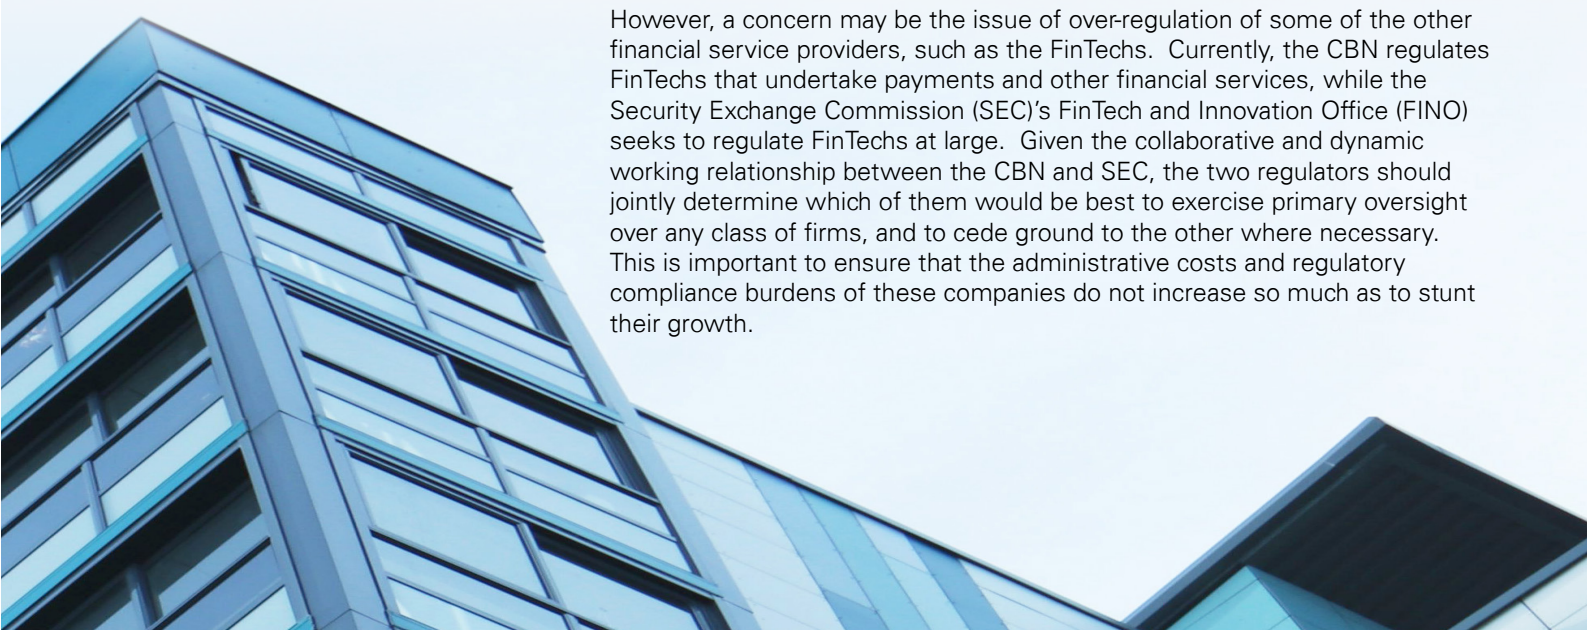 However, a concern may be the issue of over-regulation of some of the other
financial service providers, such as the FinTechs.  Currently, the CBN regulates
FinTechs that undertake payments and other financial services, while the
Security Exchange Commission (SEC)'s FinTech and Innovation Office (FINO)
seeks to regulate FinTechs at large.  Given the collaborative and dynamic
working relationship between the CBN and SEC, the two regulators should
jointly determine which of them would be best to exercise primary oversight
over any class of firms, and to cede ground to the other where necessary.
This is important to ensure that the administrative costs and regulatory
compliance burdens of these companies do not increase so much as to stunt
their growth.